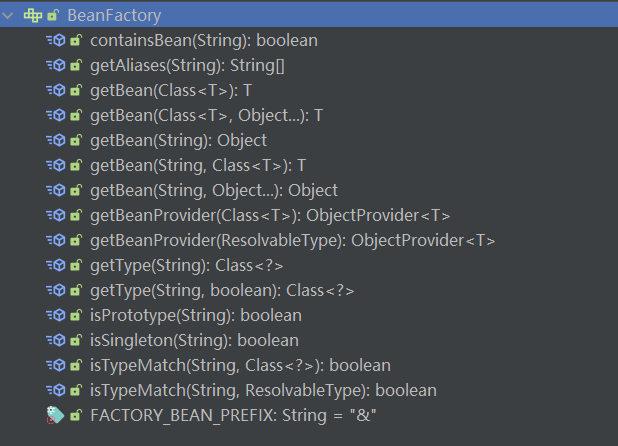 BeanFactory
containsBean(String): boolean
getAliases(String): String[]
getBean(Class<T>): T
getBean(Class<T>, Object...): T
getBean(String): Object
getBean(String, Class<T>): T
getBean(String, Object...): Object
getBeanProvider(Class<T>): ObjectProvider<T>
getBeanProvider(ResolvableType): ObjectProvider<T>
getType(String): Class<?>
getType(String, boolean): Class<?>
isPrototype(String): boolean
isSingleton(String): boolean
isTypeMatch(String, Class<?>): boolean
isTypeMatch(String, ResolvableType): boolean
FACTORY_BEAN_PREFIX: String = "&"